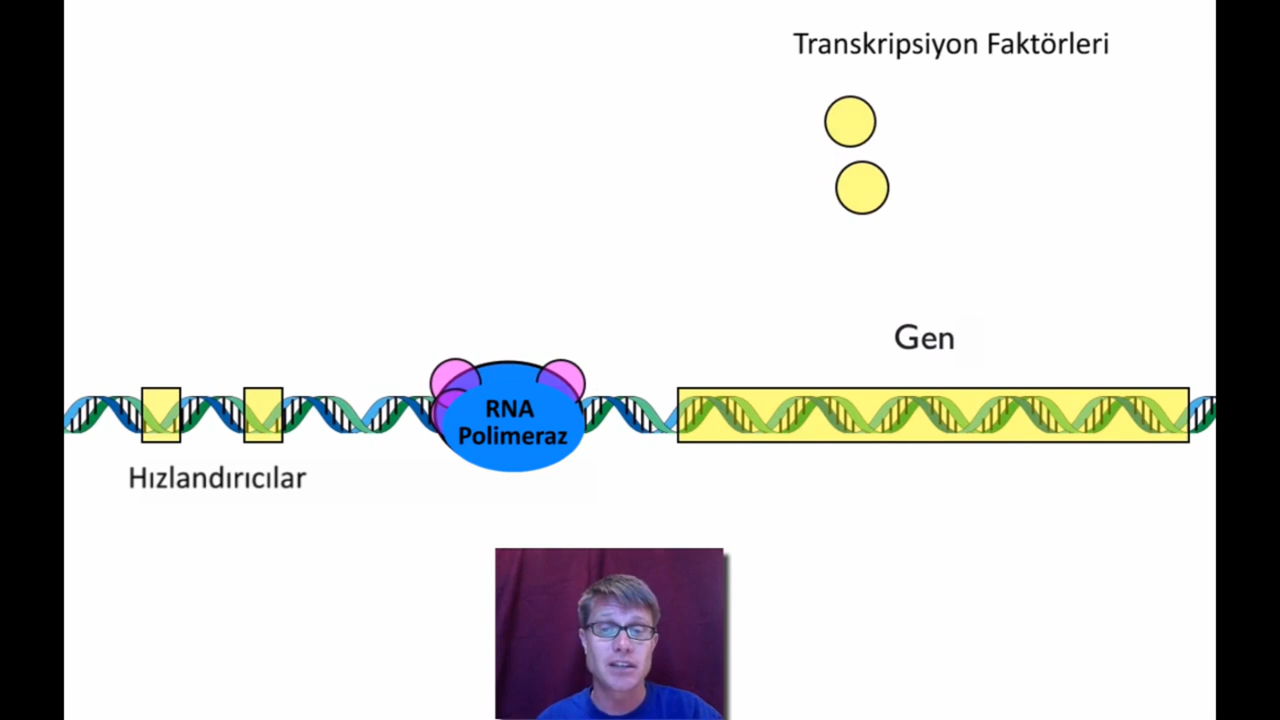 Transkripsiyon Faktörleri
Gen
RNA
Polimeraz
Hızlandırıcılar